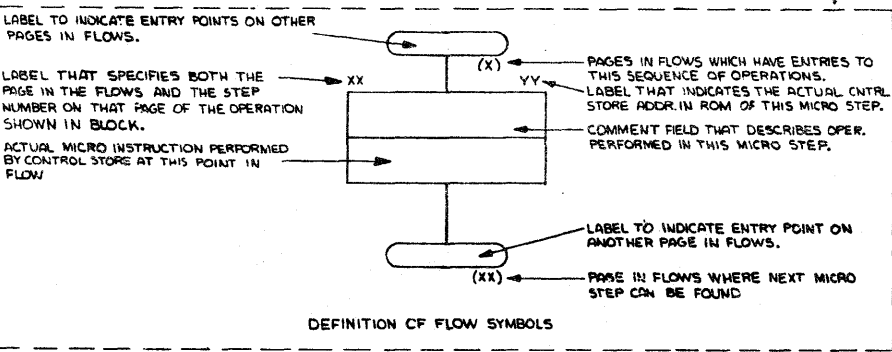 LABEL TO INDICATE ENTRY POINTS ON OTHER
PAGES IN FLOWS.
(X)
PAGES IN FLOWS WHICH HAVE ENTRIES TO
THIS SEQUENCE OF OPERATIONS.
LABEL THAT SPECIFIES BOTH THE
PAGE IN THE FLOWS AND THE STEP
NUMBER ON THAT PAGE OF THE OPERATION
SHOWN IN BLOCK.
XX
YY
LABEL THAT INDICATES THE ACTUAL CNTRL
STORE ADDR. IN ROM OF THIS MICRO STEP.
COMMENT FIELD THAT DESCRIBES OPER.
PERFORMED IN THIS MICRO STEP.
ACTUAL MICRO INSTRUCTION PERFORMED
BY CONTROL STORE AT THIS POINT IN
FLOW
LABEL TO INDICATE ENTRY POINT ON
ANOTHER PAGE IN FLOWS.
(XX)
PAGE IN FLOWS WHERE NEXT MICRO
STEP CAN BE FOUND
DEFINITION OF FLOW SYMBOLS